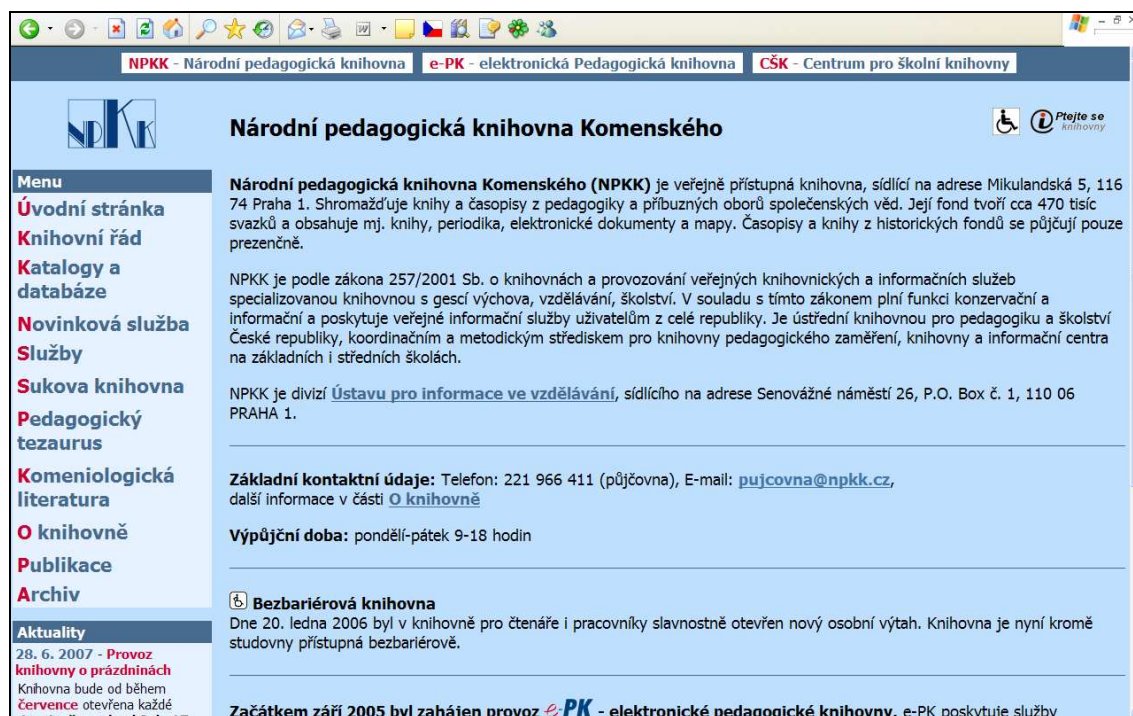 NPKK - Národní pedagogická knihovna
e-PK - elektronická Pedagogická knihovna
CŠK - Centrum pro školní knihovny
NPKK
Národní pedagogická knihovna Komenského
Ptejte se
knihovny
Menu
Úvodní stránka
Knihovní řád
Katalogy a
databáze
Novinková služba
Služby
Sukova knihovna
Pedagogický
tezaurus
Komeniologická
literatura
O knihovně
Publikace
Archiv
Aktuality
28. 6. 2007 - Provoz
knihovny o prázdninách
Knihovna bude od během
července otevřena každé
Národní pedagogická knihovna Komenského (NPKK) je veřejně přístupná knihovna, sídlící na adrese Mikulandská 5, 116
74 Praha 1. Shromažďuje knihy a časopisy z pedagogiky a příbuzných oborů společenských věd. Její fond tvoří cca 470 tisíc
svazků a obsahuje mj. knihy, periodika, elektronické dokumenty a mapy. Časopisy a knihy z historických fondů se půjčují pouze
prezenčně.
NPKK je podle zákona 257/2001 Sb. o knihovnách a provozování veřejných knihovnických a informačních služeb
specializovanou knihovnou s gescí výchova, vzdělávání, školství. V souladu s tímto zákonem plní funkci konzervační a
informační a poskytuje veřejné informační služby uživatelům z celé republiky. Je ústřední knihovnou pro pedagogiku a školství
České republiky, koordinačním a metodickým střediskem pro knihovny pedagogického zaměření, knihovny a informační centra
na základních i středních školách.
NPKK je divizí Ústavu pro informace ve vzdělávání, sídlícího na adrese Senovážné náměstí 26, P.O. Box č. 1, 110 06
PRAHA 1.
Základní kontaktní údaje: Telefon: 221 966 411 (půjčovna), E-mail: pujcovna@npkk.cz,
další informace v části O knihovně
Výpůjční doba: pondělí-pátek 9-18 hodin
Bezbariérová knihovna
Dne 20. ledna 2006 byl v knihovně pro čtenáře i pracovníky slavnostně otevřen nový osobní výtah. Knihovna je nyní kromě
studovny přístupná bezbariérově.
Začátkem září 2005 byl zahájen provoz e-PK - elektronické pedagogické knihovny. e-PK poskytuje služby